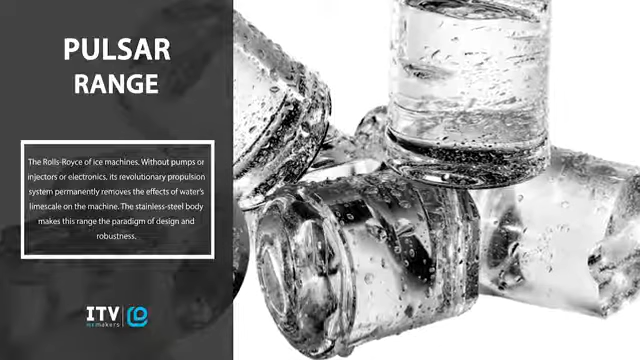 PULSAR
RANGE
The Rolls-Royce of ice machines. Without pumps or
injectors or electronics, its revolutionary propulsion
system permanently removes the effects of water's
limescale on the machine. The stainless-steel body
makes this range the paradigm of design and
robustness.
ITV
icemakers